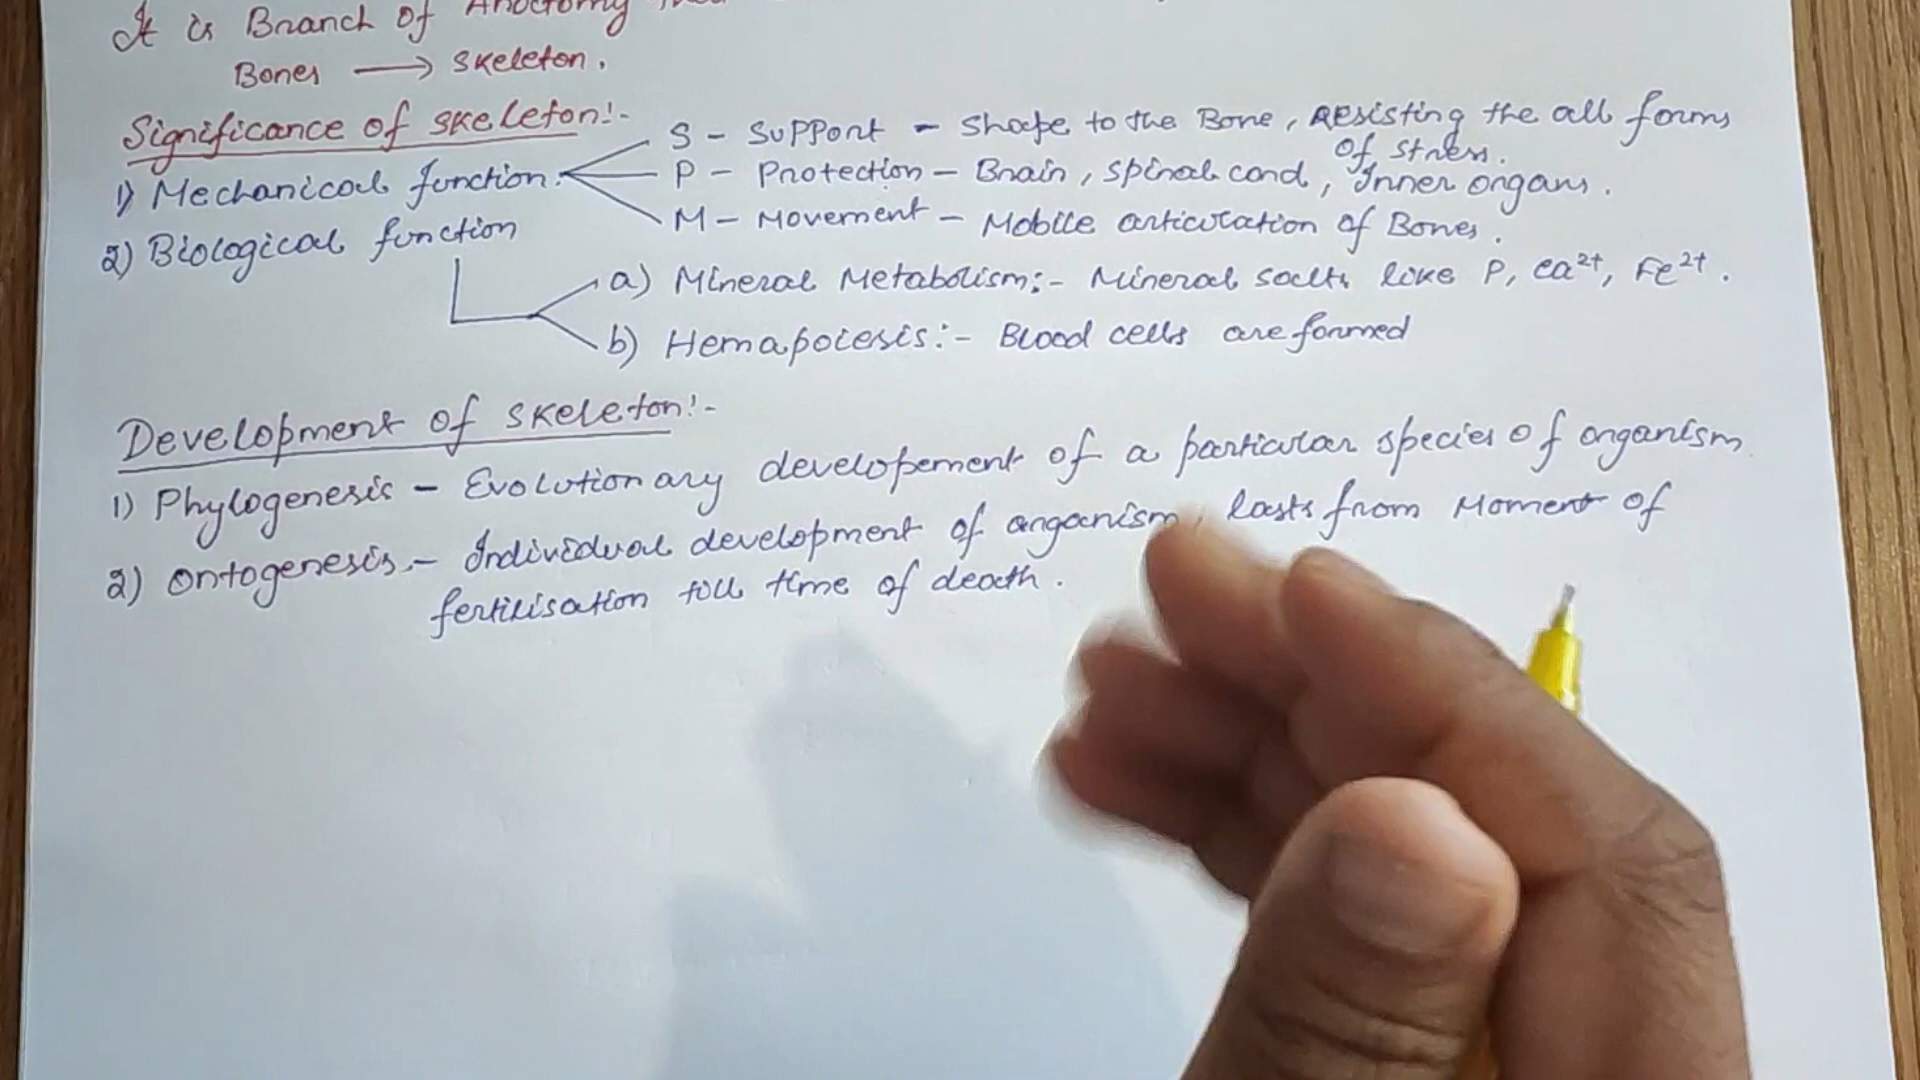 It is Branch of Anatomy
Bones → skeleton.
Significance of skeleton:-
1) Mechanical function:
S - Support - Shape to the Bone, Resisting the all forms of stress.
P - Protection - Brain, spinal cord, Inner organs.
M - Movement - Mobile articulation of Bones.
2) Biological function
a) Mineral Metabolism:- Mineral salts like P, Ca²⁺, Fe²⁺.
b) Hemapoiesis:- Blood cells are formed
Development of skeleton:-
1) Phylogenesis - Evolutionary developement of a particular species of organism
2) Ontogenesis - Individual development of organism, lasts from Moment of
fertilisation till time of death.